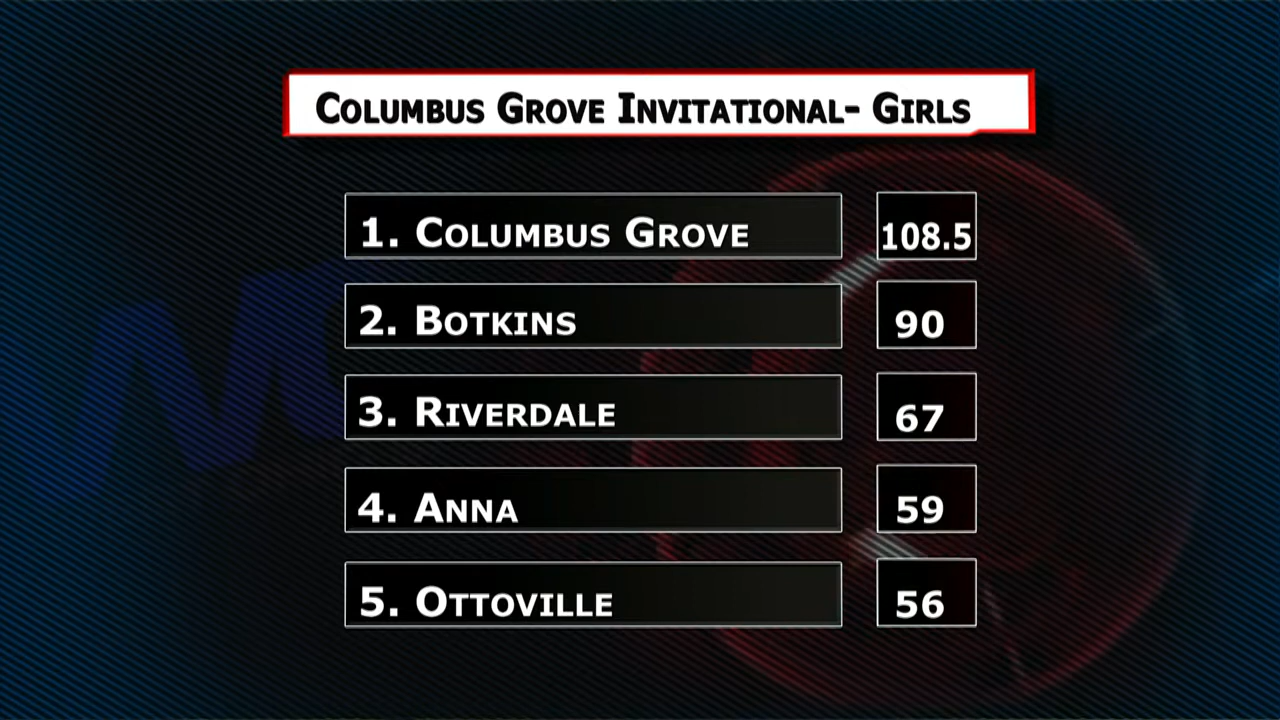 Columbus Grove Invitational- Girls
1. Columbus Grove 108.5
2. Botkins 90
3. Riverdale 67
4. Anna 59
5. Ottoville 56